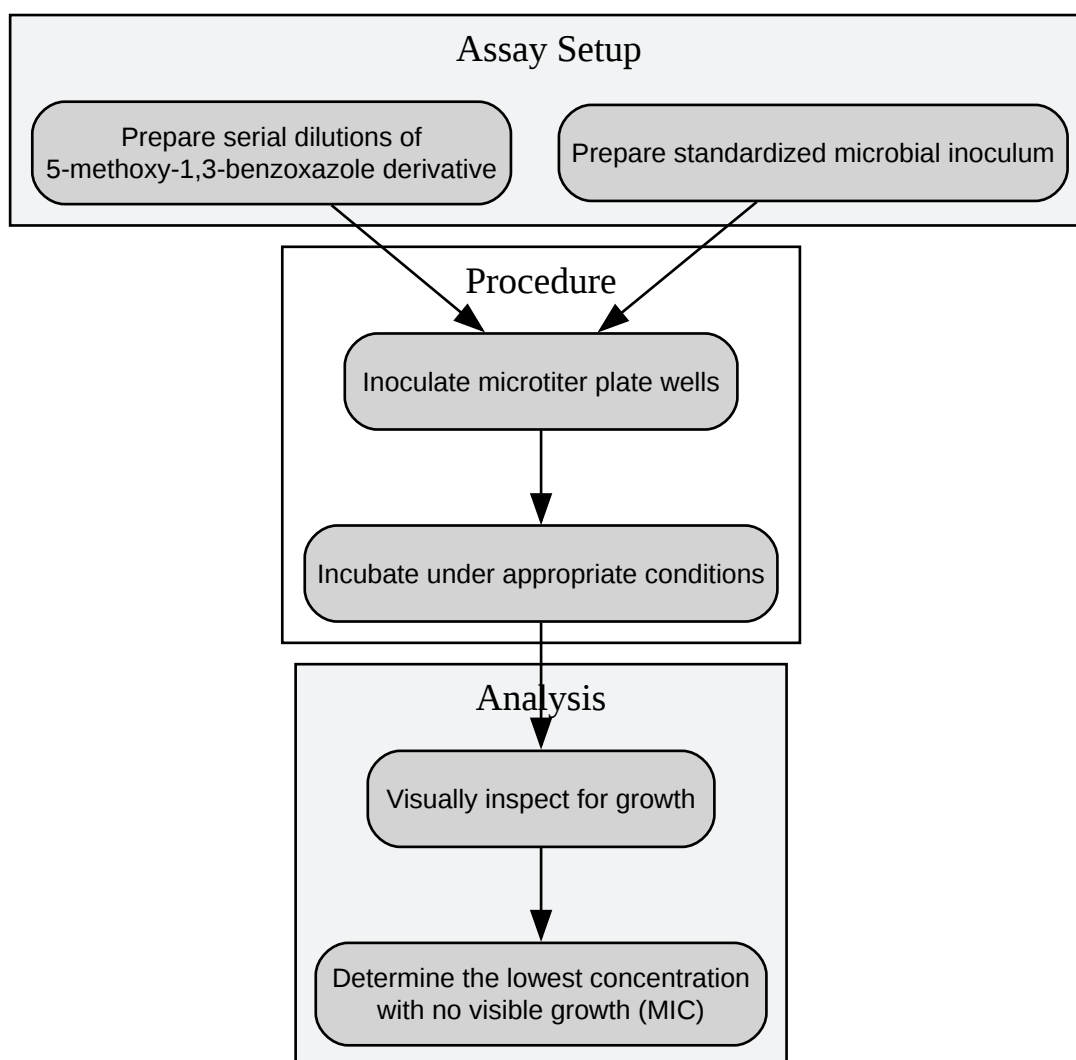 Assay Setup
Prepare serial dilutions of
5-methoxy-1,3-benzoxazole derivative
Prepare standardized microbial inoculum
Procedure
Inoculate microtiter plate wells
Incubate under appropriate conditions
Analysis
Visually inspect for growth
Determine the lowest concentration
with no visible growth (MIC)